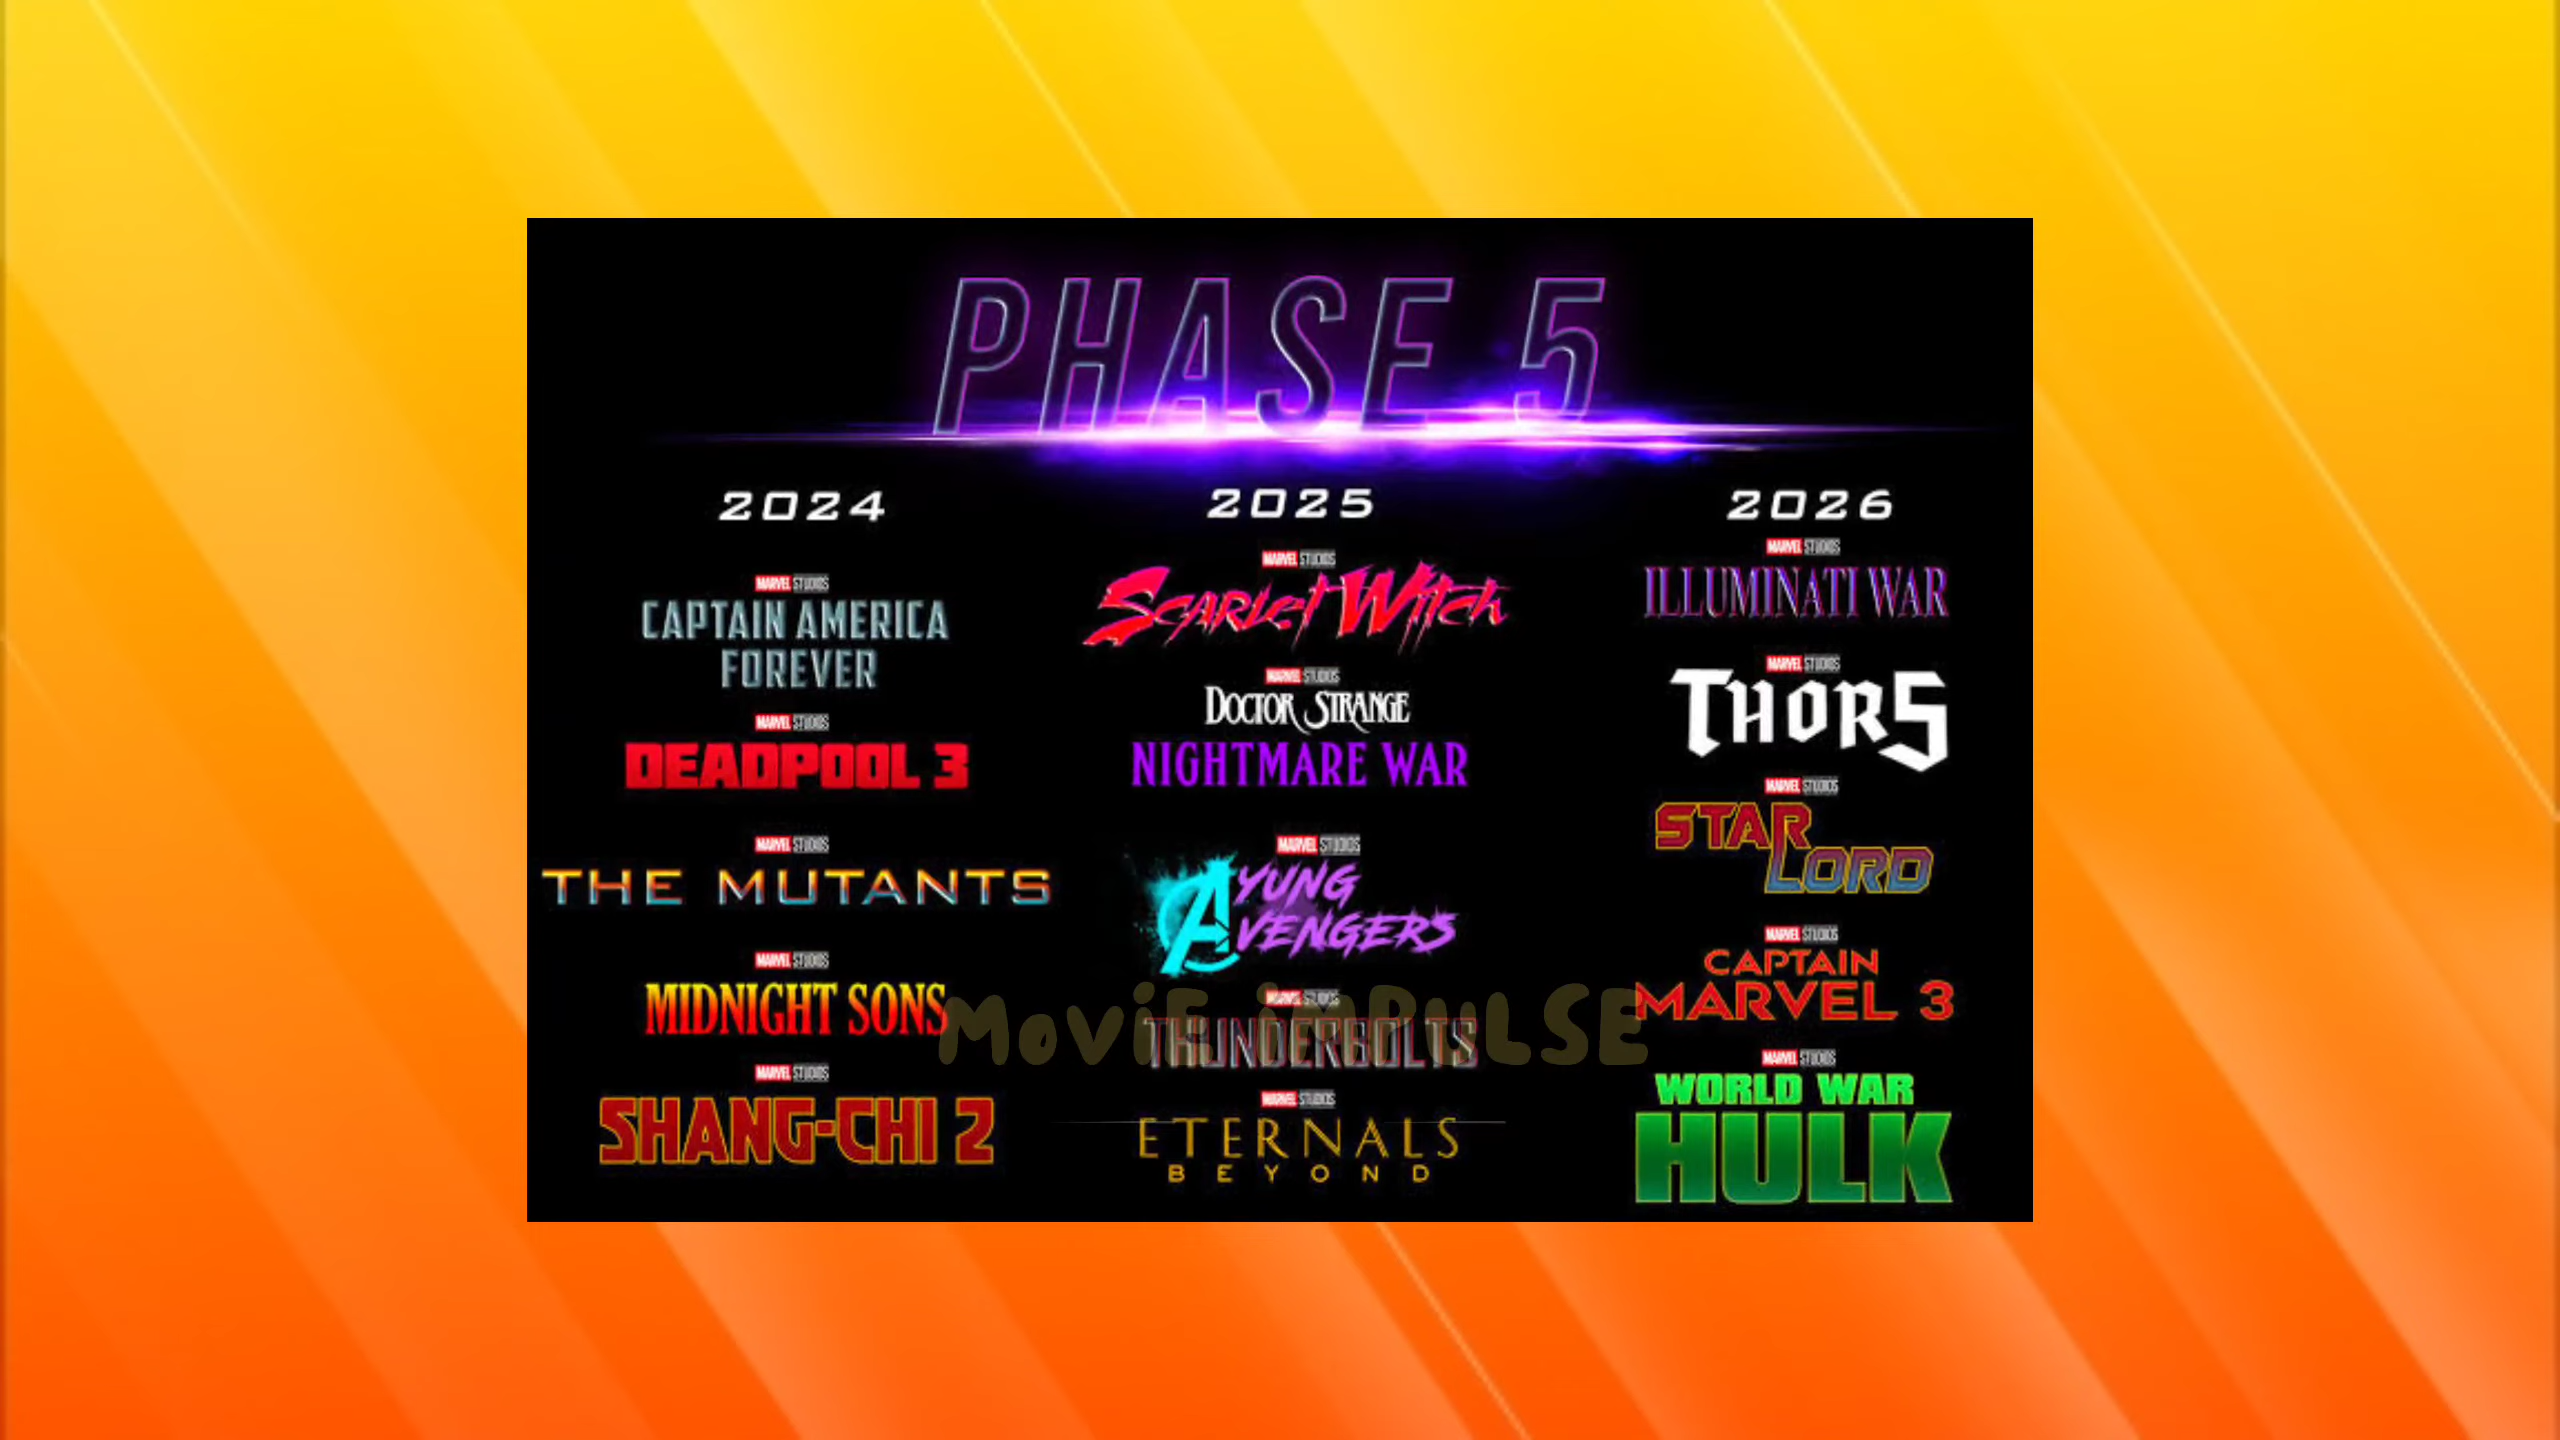 PHASE 5
2024
MARVEL STUDIOS
CAPTAIN AMERICA
FOREVER
MARVEL STUDIOS
DEADPOOL 3
MARVEL STUDIOS
THE MUTANTS
MARVEL STUDIOS
MIDNIGHT SONS
MARVEL STUDIOS
SHANG-CHI 2
2025
MARVEL STUDIOS
SCARLET WITCH
MARVEL STUDIOS
DOCTOR STRANGE
NIGHTMARE WAR
MARVEL STUDIOS
A YUNG
AVENGERS
MARVEL STUDIOS
THUNDERBOLTS
MARVEL STUDIOS
ETERNALS
BEYOND
2026
MARVEL STUDIOS
ILLUMINATI WAR
MARVEL STUDIOS
THOR 5
MARVEL STUDIOS
STAR
LORD
MARVEL STUDIOS
CAPTAIN
MARVEL 3
MARVEL STUDIOS
WORLD WAR
HULK
MoviE iMPULSE